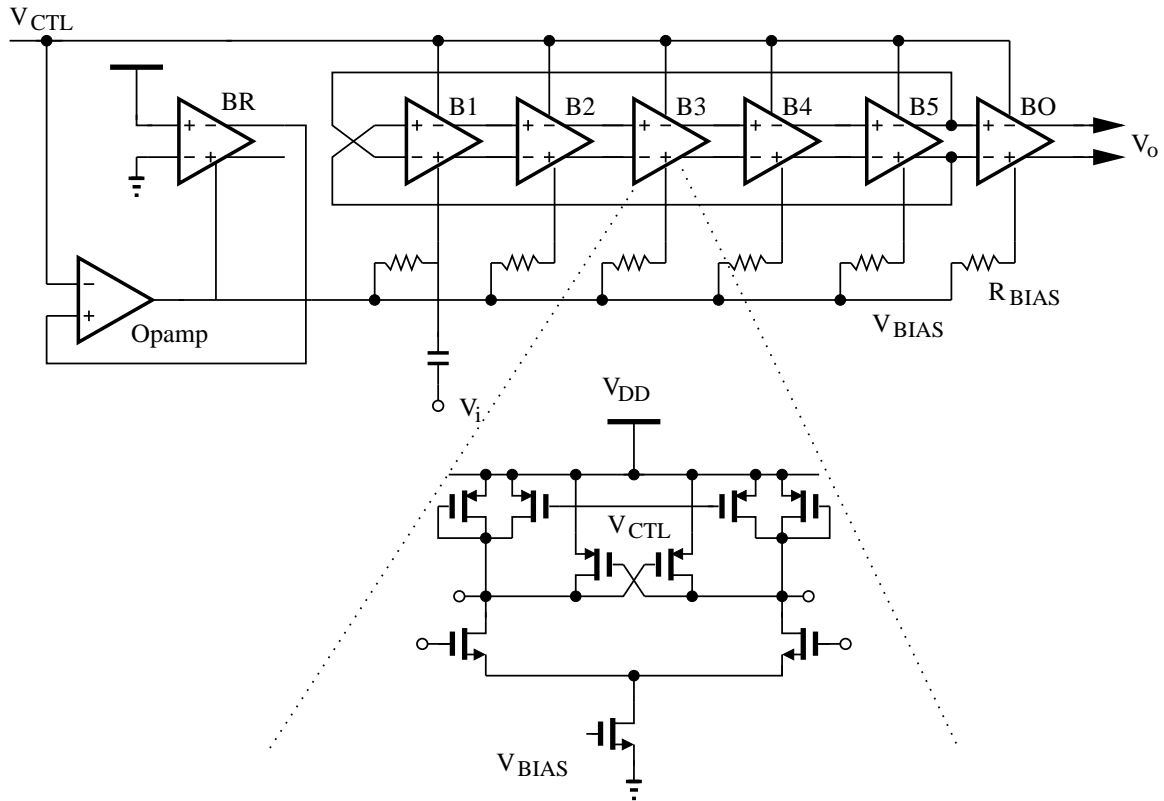 V_CTL
BR
B1
B2
B3
B4
B5
BO
+ −
− +
+ −
− +
+ −
− +
+ −
− +
+ −
− +
+ −
− +
+ −
− +
V_o
−
+
Opamp
R_BIAS
V_BIAS
V_i
V_DD
V_CTL
V_BIAS